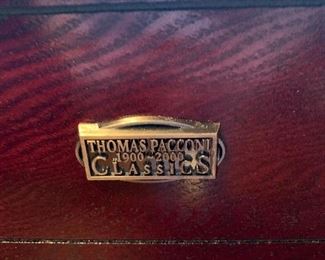 THOMAS PACCONI
1900-2000
CLASSICS